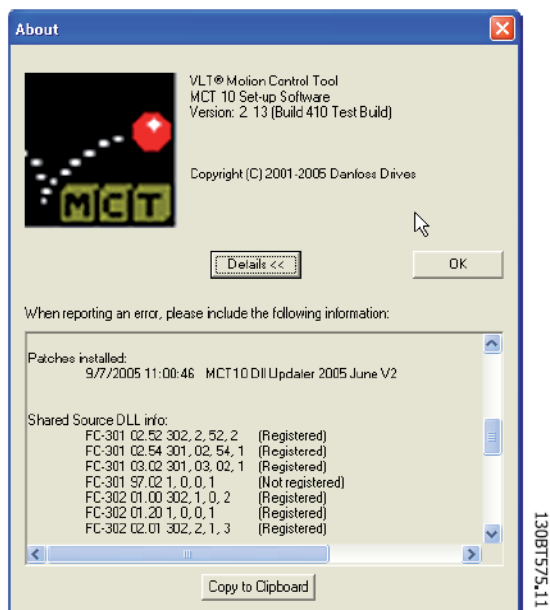 About
VLT® Motion Control Tool
MCT 10 Set-up Software
Version: 2. 13 (Build 410 Test Build)
Copyright (C) 2001-2005 Danfoss Drives
MCT
Details <<
OK
When reporting an error, please include the following information:
Patches installed:
9/7/2005 11:00:46 MCT10 Dll Updater 2005 June V2
Shared Source DLL info:
FC-301 02.52 302, 2, 52, 2 (Registered)
FC-301 02.54 301, 02, 54, 1 (Registered)
FC-301 03.02 301, 03, 02, 1 (Registered)
FC-301 97.02 1, 0, 0, 1 (Not registered)
FC-302 01.00 302, 1, 0, 2 (Registered)
FC-302 01.20 1, 0, 0, 1 (Registered)
FC-302 02.01 302, 2, 1, 3 (Registered)
Copy to Clipboard
130BT575.11